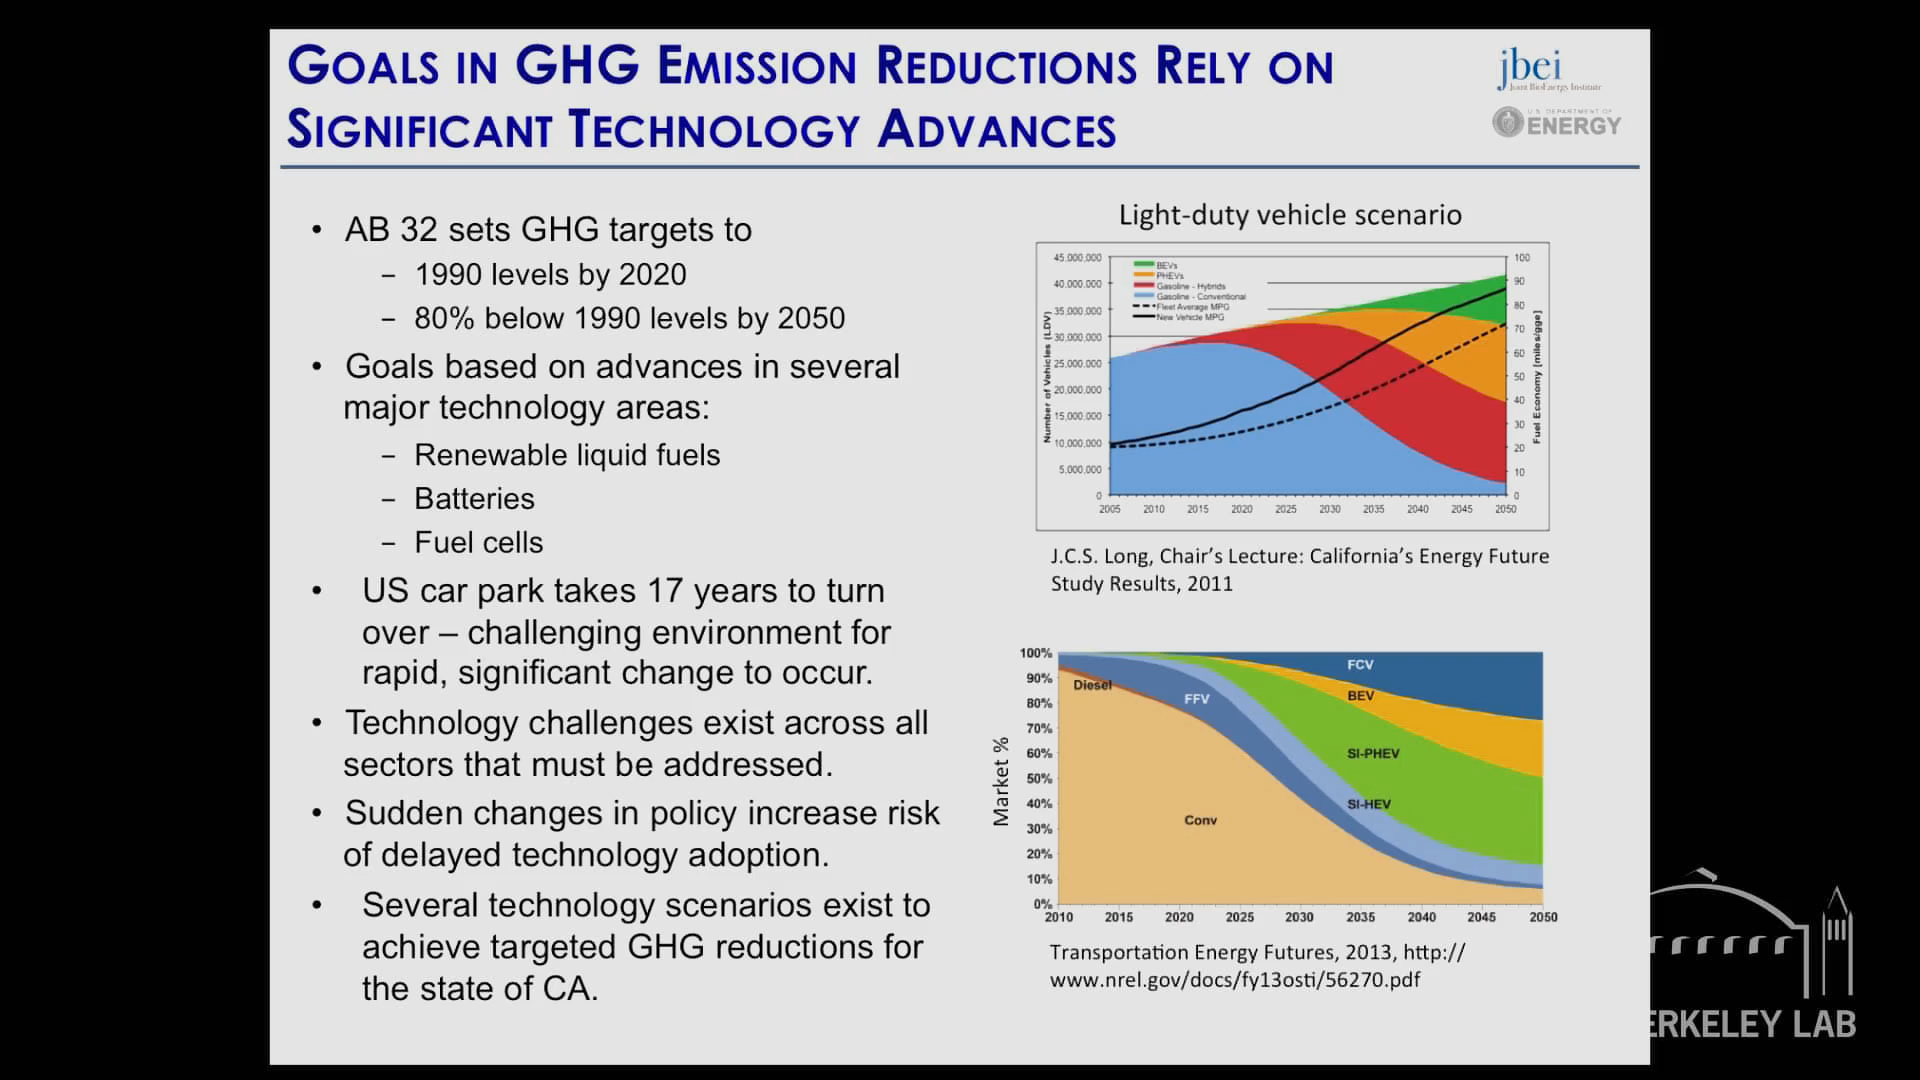 GOALS IN GHG EMISSION REDUCTIONS RELY ON
SIGNIFICANT TECHNOLOGY ADVANCES
jbei
Joint BioEnergy Institute
U.S. DEPARTMENT OF
ENERGY
• AB 32 sets GHG targets to
– 1990 levels by 2020
– 80% below 1990 levels by 2050
• Goals based on advances in several
major technology areas:
– Renewable liquid fuels
– Batteries
– Fuel cells
• US car park takes 17 years to turn
over – challenging environment for
rapid, significant change to occur.
• Technology challenges exist across all
sectors that must be addressed.
• Sudden changes in policy increase risk
of delayed technology adoption.
• Several technology scenarios exist to
achieve targeted GHG reductions for
the state of CA.
Light-duty vehicle scenario
Number of Vehicles (LDV)
45,000,000
40,000,000
35,000,000
30,000,000
25,000,000
20,000,000
15,000,000
10,000,000
5,000,000
0
BEVs
PHEVs
Gasoline - Hybrids
Gasoline - Conventional
Fleet Average MPG
New Vehicle MPG
100
90
80
70
60
50
40
30
20
10
0
Fuel Economy [miles/gge]
2005 2010 2015 2020 2025 2030 2035 2040 2045 2050
J.C.S. Long, Chair's Lecture: California's Energy Future
Study Results, 2011
Market %
100%
90%
80%
70%
60%
50%
40%
30%
20%
10%
0%
Diesel
FFV
Conv
FCV
BEV
SI-PHEV
SI-HEV
2010 2015 2020 2025 2030 2035 2040 2045 2050
Transportation Energy Futures, 2013, http://
www.nrel.gov/docs/fy13osti/56270.pdf
ERKELEY LAB